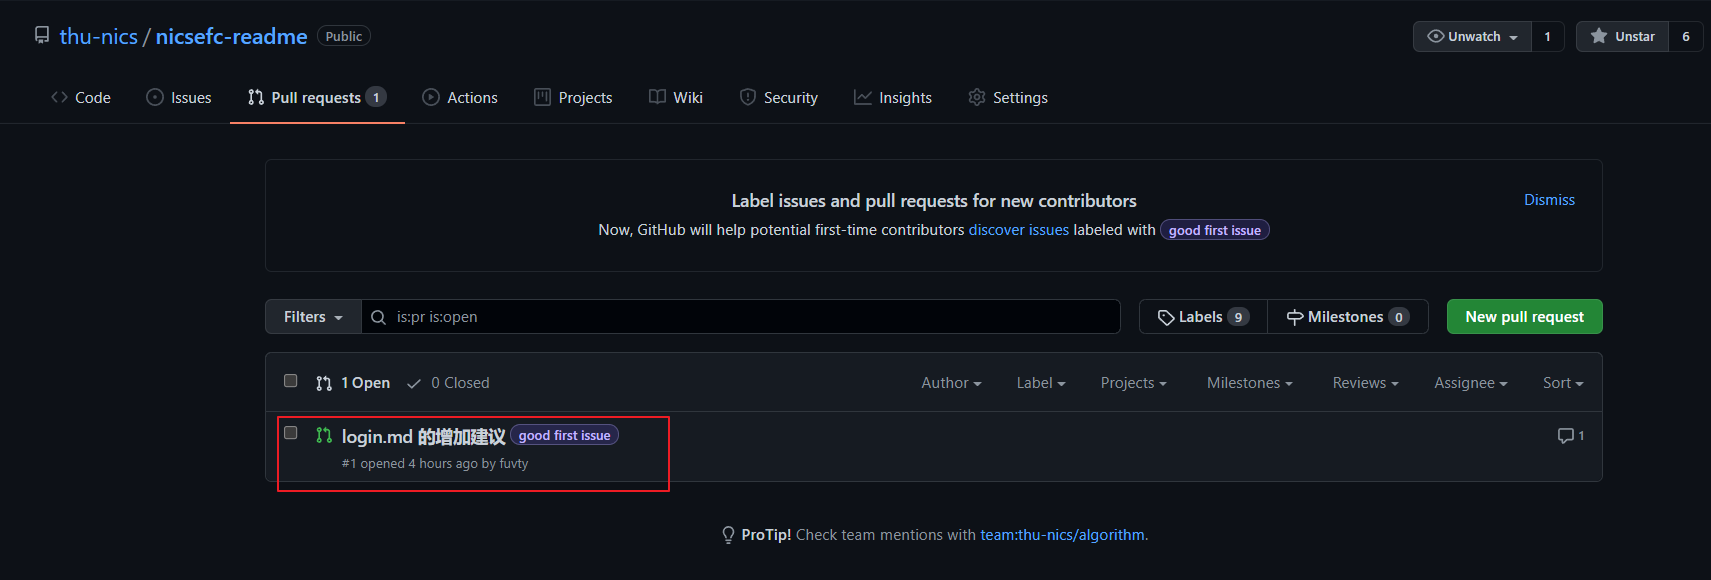 thu-nics / nicsefc-readme Public Unwatch 1 Unstar 6
Code Issues Pull requests 1 Actions Projects Wiki Security Insights Settings
Label issues and pull requests for new contributors Dismiss
Now, GitHub will help potential first-time contributors discover issues labeled with good first issue
Filters is:pr is:open Labels 9 Milestones 0 New pull request
1 Open 0 Closed Author Label Projects Milestones Reviews Assignee Sort
login.md 的增加建议 good first issue 1
#1 opened 4 hours ago by fuvty
ProTip! Check team mentions with team:thu-nics/algorithm.